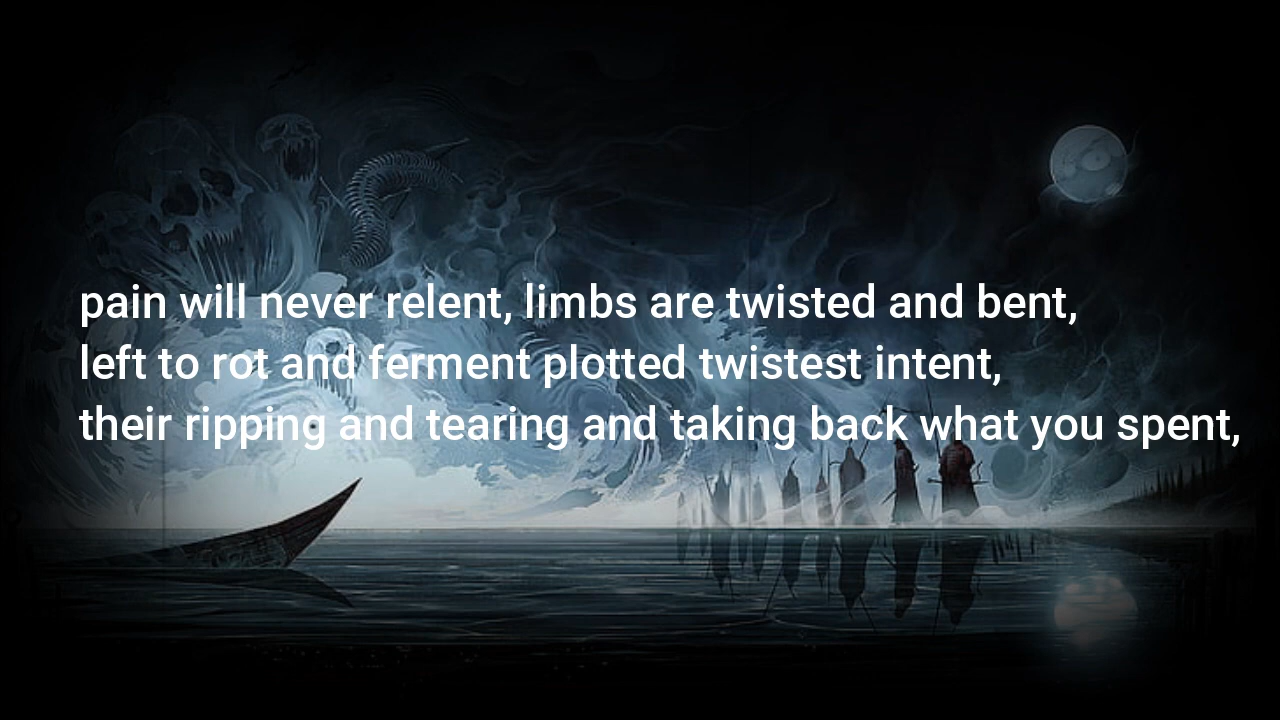 pain will never relent, limbs are twisted and bent,
left to rot and ferment plotted twistest intent,
their ripping and tearing and taking back what you spent,